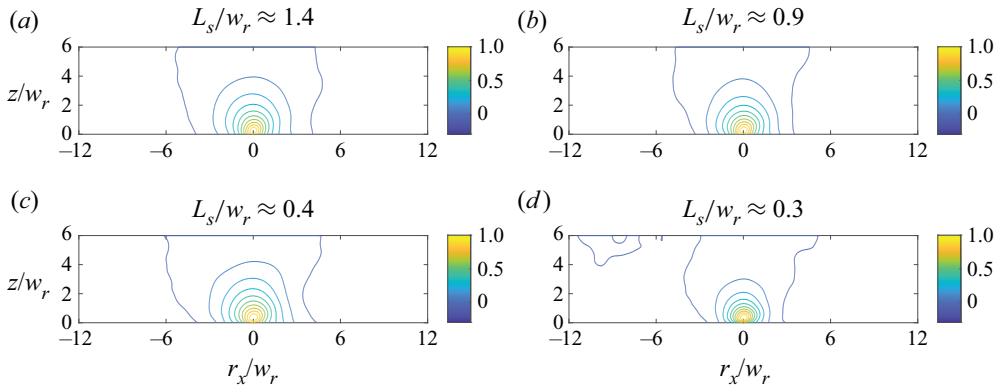 (a) L_s/w_r ≈ 1.4 (b) L_s/w_r ≈ 0.9
6 1.0 6 1.0
z/w_r 4 0.5 4 0.5
2 0 2 0
0 0
–12 –6 0 6 12 –12 –6 0 6 12
(c) L_s/w_r ≈ 0.4 (d) L_s/w_r ≈ 0.3
6 1.0 6 1.0
z/w_r 4 0.5 4 0.5
2 0 2 0
0 0
–12 –6 0 6 12 –12 –6 0 6 12
r_x/w_r r_x/w_r